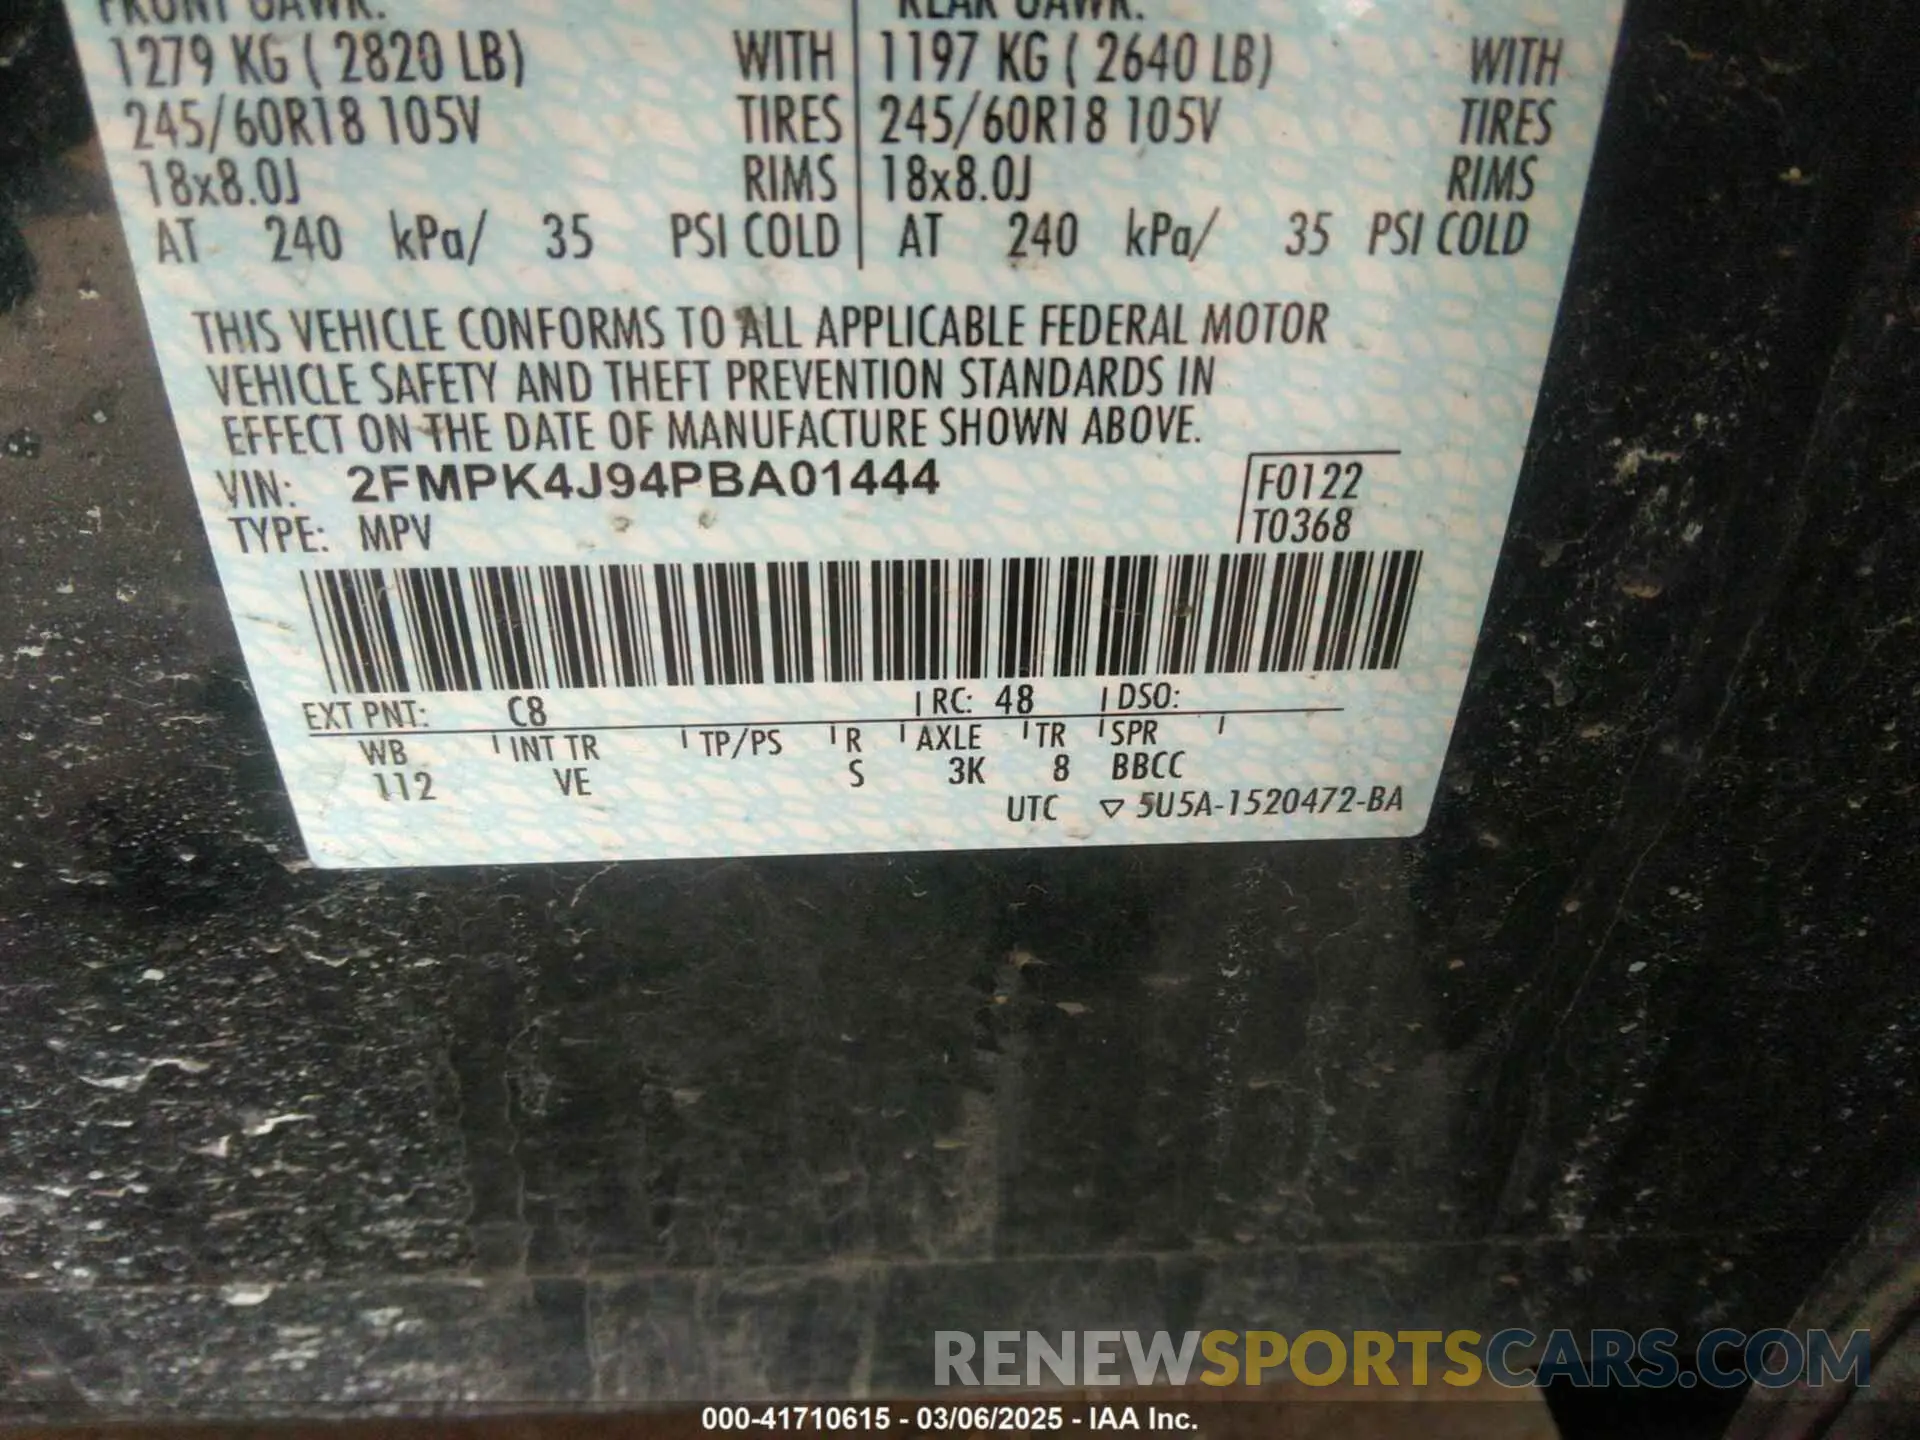 FRONT GAWR: REAR GAWR:
1279 KG ( 2820 LB) WITH 1197 KG ( 2640 LB) WITH
245/60R18 105V TIRES 245/60R18 105V TIRES
18x8.0J RIMS 18x8.0J RIMS
AT 240 kPa/ 35 PSI COLD AT 240 kPa/ 35 PSI COLD
THIS VEHICLE CONFORMS TO ALL APPLICABLE FEDERAL MOTOR
VEHICLE SAFETY AND THEFT PREVENTION STANDARDS IN
EFFECT ON THE DATE OF MANUFACTURE SHOWN ABOVE.
VIN: 2FMPK4J94PBA01444 F0122
TYPE: MPV T0368
EXT PNT: C8 RC: 48 DSO:
WB INT TR TP/PS R AXLE TR SPR
112 VE S 3K 8 BBCC
UTC ▽ 5U5A-1520472-BA
RENEWSPORTSCARS.COM
000-41710615 - 03/06/2025 - IAA Inc.